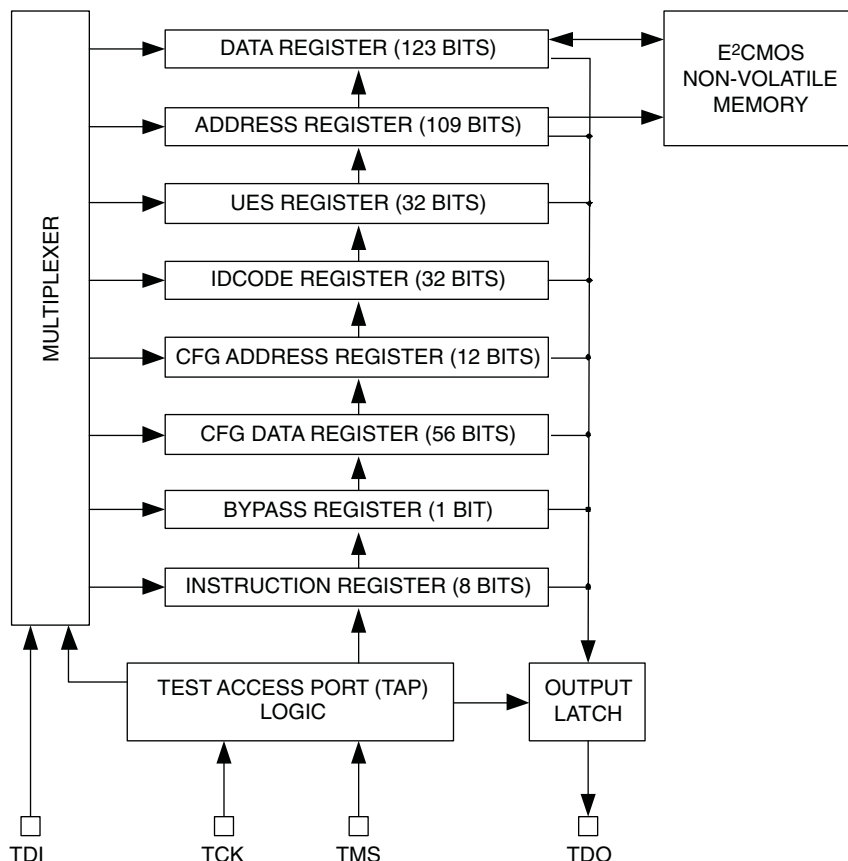 DATA REGISTER (123 BITS)
E²CMOS
NON-VOLATILE
MEMORY
ADDRESS REGISTER (109 BITS)
UES REGISTER (32 BITS)
IDCODE REGISTER (32 BITS)
MULTIPLEXER
CFG ADDRESS REGISTER (12 BITS)
CFG DATA REGISTER (56 BITS)
BYPASS REGISTER (1 BIT)
INSTRUCTION REGISTER (8 BITS)
TEST ACCESS PORT (TAP)
LOGIC
OUTPUT
LATCH
TDI
TCK
TMS
TDO